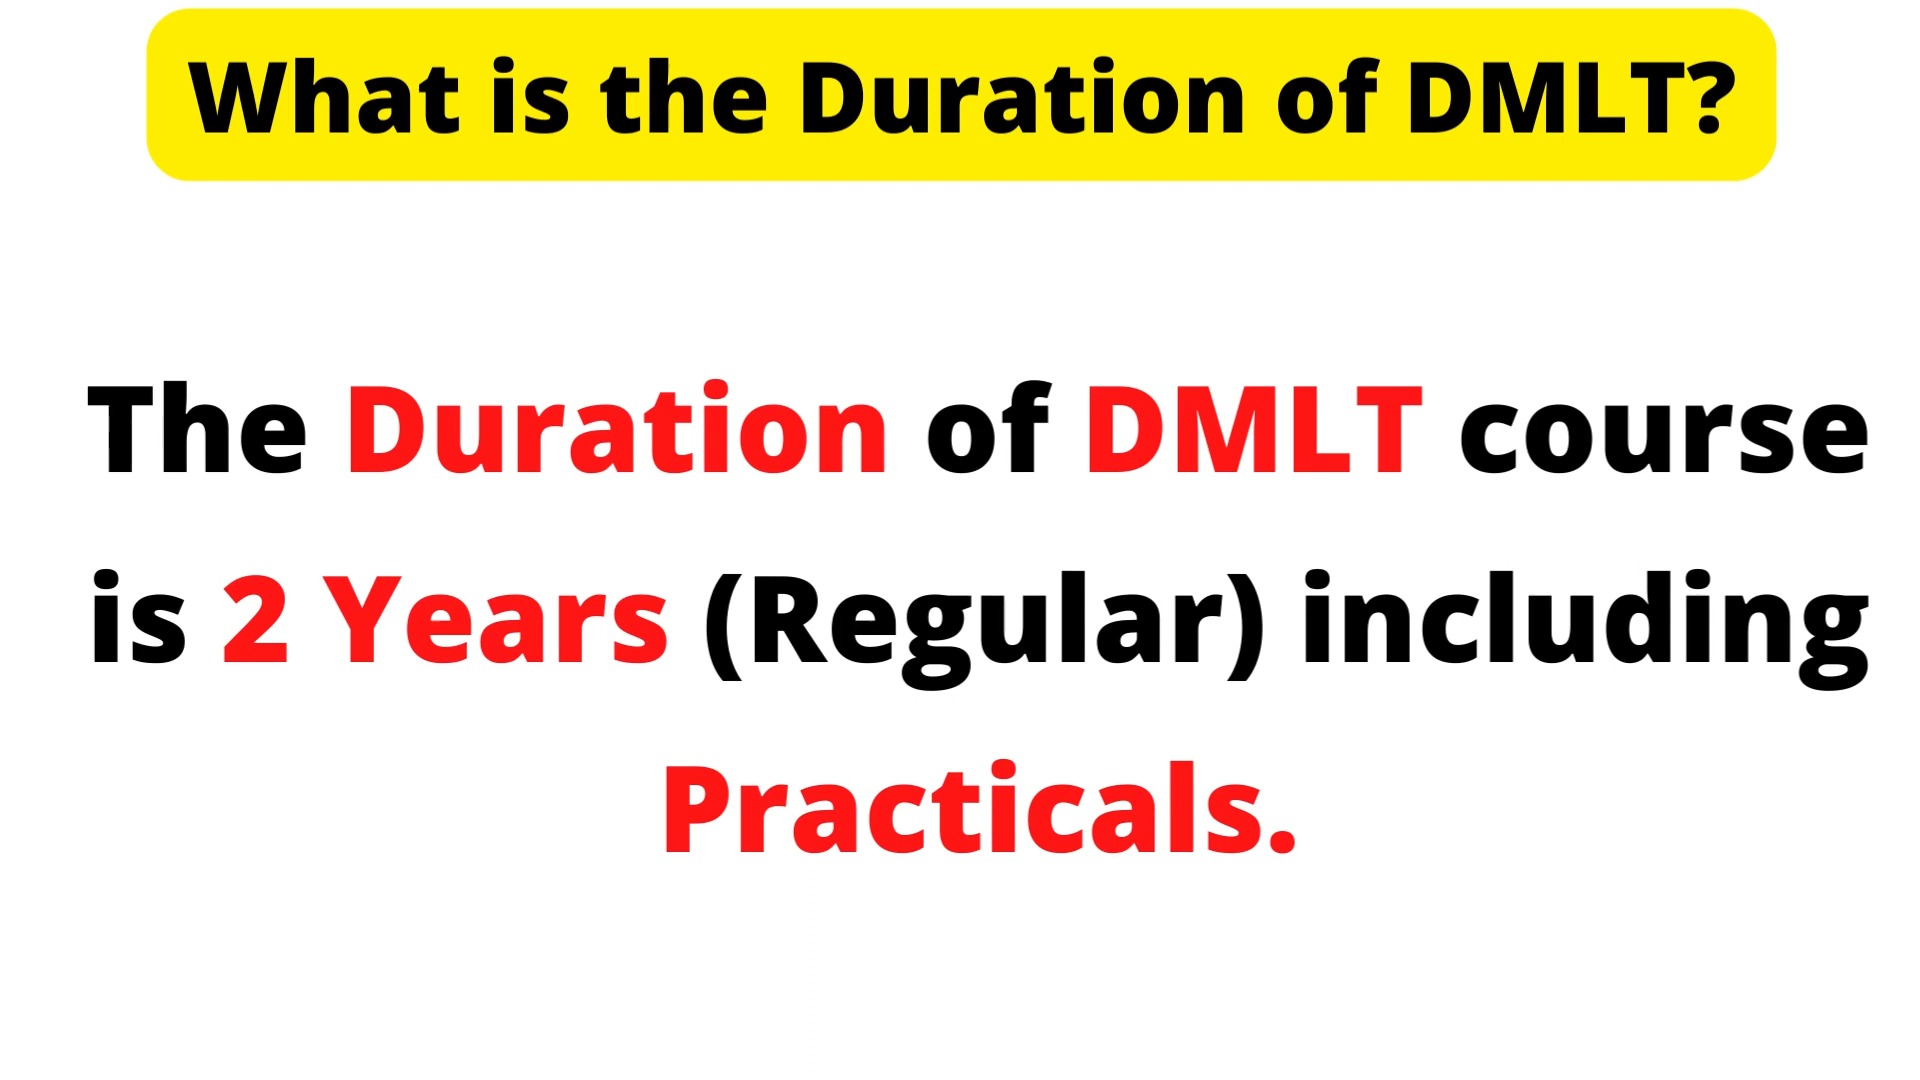 What is the Duration of DMLT?
The Duration of DMLT course
is 2 Years (Regular) including
Practicals.